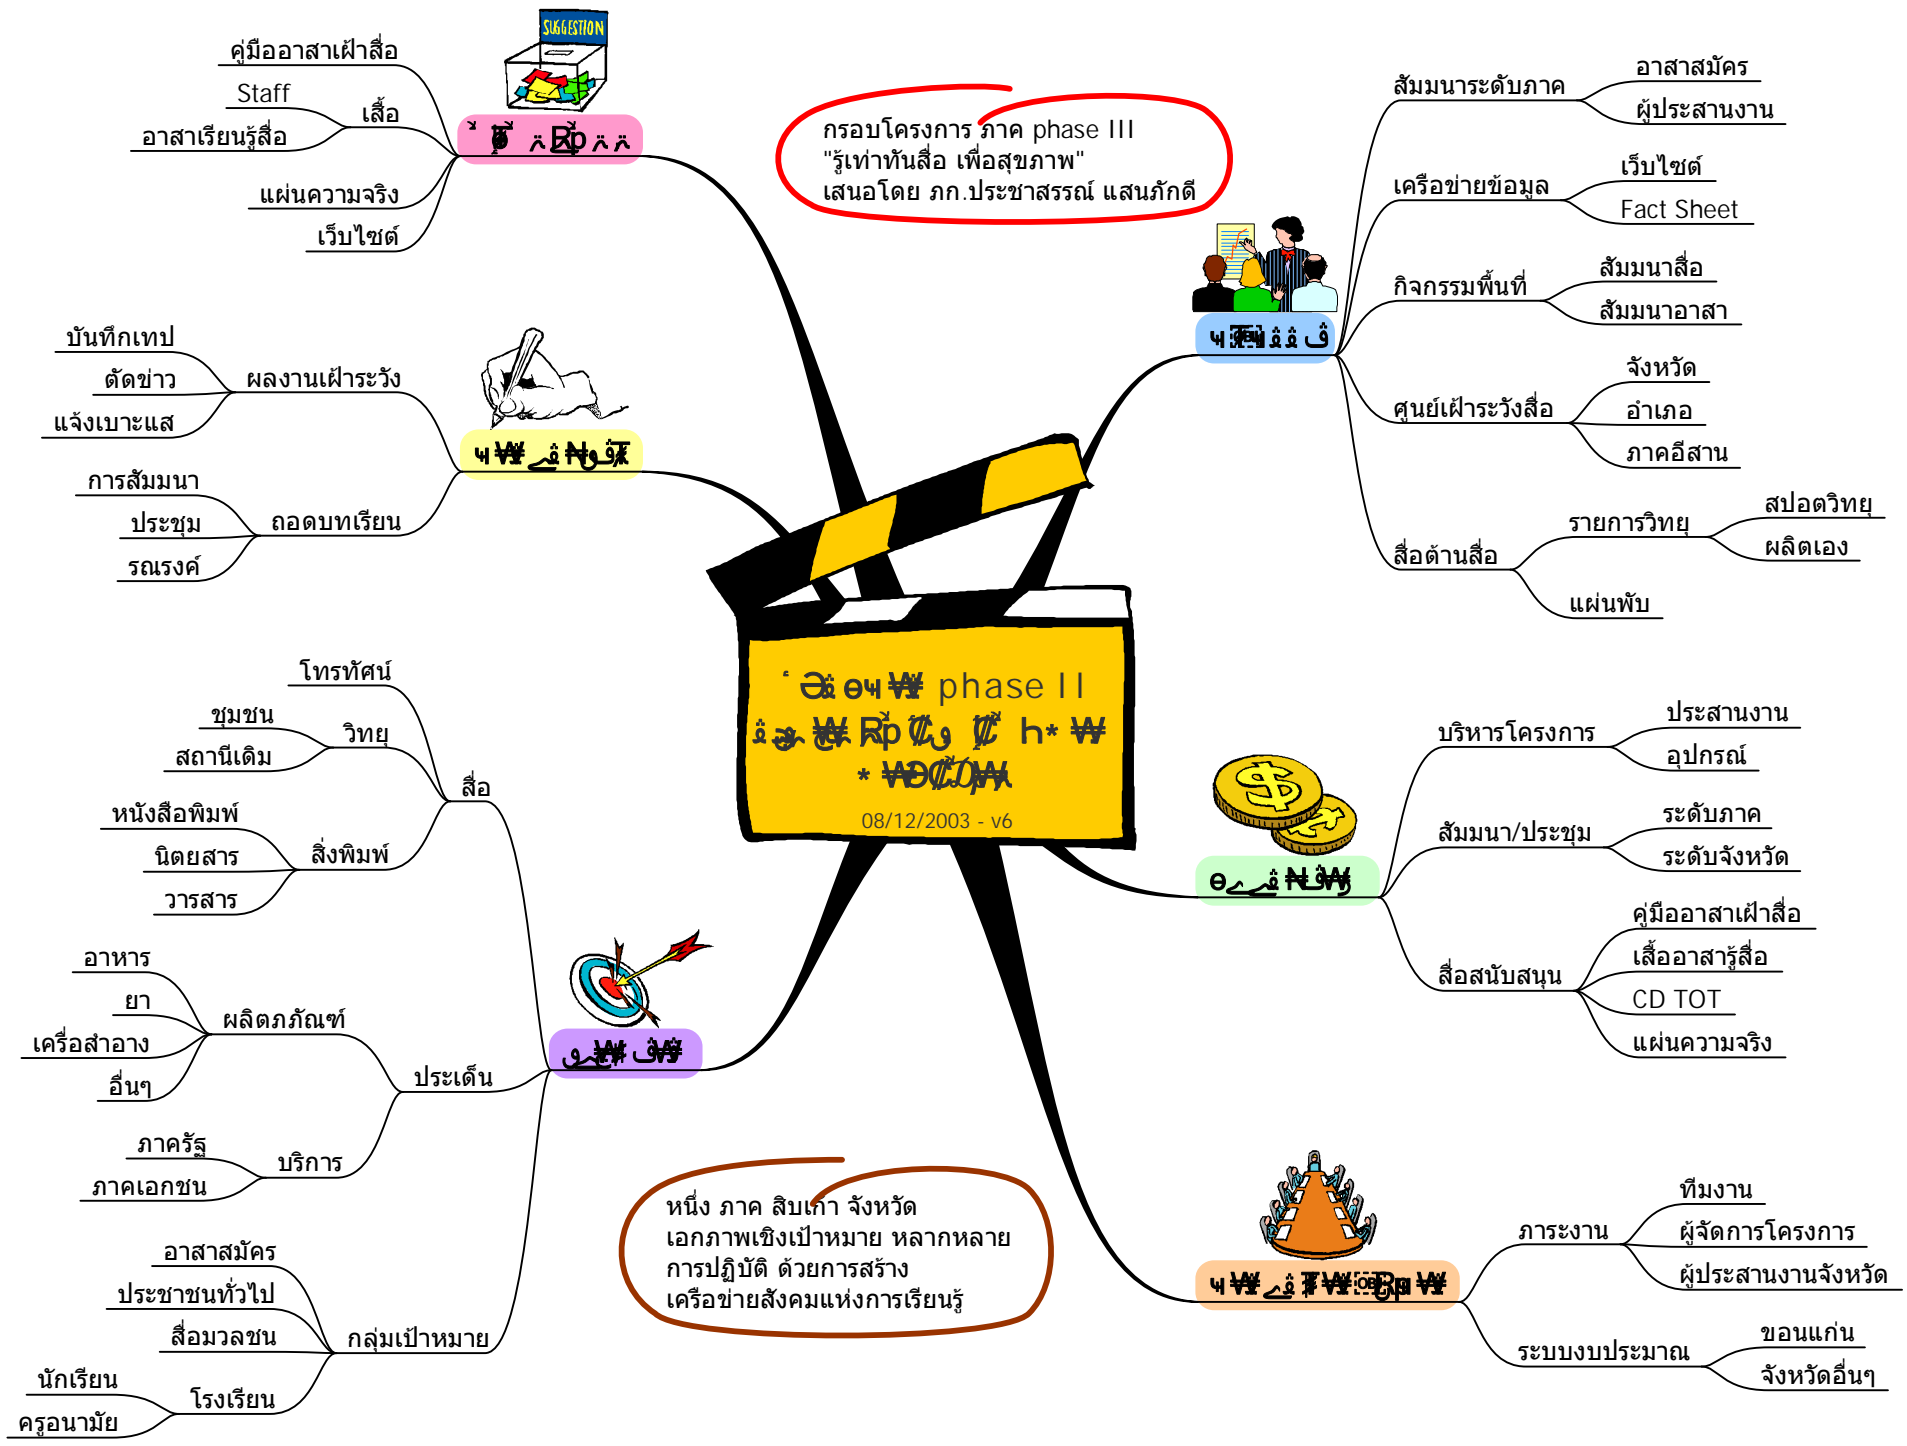 SUGGESTION
คู่มืออาสาเฝ้าสื่อ
เสื้อ
Staff
อาสาเรียนรู้สื่อ
แผ่นความจริง
เว็บไซต์
กรอบโครงการ ภาค phase III
"รู้เท่าทันสื่อ เพื่อสุขภาพ"
เสนอโดย ภก.ประชาสรรณ์ แสนภักดี
สัมมนาระดับภาค
อาสาสมัคร
ผู้ประสานงาน
เครือข่ายข้อมูล
เว็บไซต์
Fact Sheet
กิจกรรมพื้นที่
สัมมนาสื่อ
สัมมนาอาสา
ศูนย์เฝ้าระวังสื่อ
จังหวัด
อำเภอ
ภาคอีสาน
สื่อต้านสื่อ
รายการวิทยุ
สปอตวิทยุ
ผลิตเอง
แผ่นพับ
ผลงานเฝ้าระวัง
บันทึกเทป
ตัดข่าว
แจ้งเบาะแส
ถอดบทเรียน
การสัมมนา
ประชุม
รณรงค์
phase II
08/12/2003 - v6
สื่อ
โทรทัศน์
วิทยุ
ชุมชน
สถานีเดิม
สิ่งพิมพ์
หนังสือพิมพ์
นิตยสาร
วารสาร
ประเด็น
ผลิตภภัณฑ์
อาหาร
ยา
เครื่อสำอาง
อื่นๆ
บริการ
ภาครัฐ
ภาคเอกชน
กลุ่มเป้าหมาย
อาสาสมัคร
ประชาชนทั่วไป
สื่อมวลชน
โรงเรียน
นักเรียน
ครูอนามัย
บริหารโครงการ
ประสานงาน
อุปกรณ์
สัมมนา/ประชุม
ระดับภาค
ระดับจังหวัด
สื่อสนับสนุน
คู่มืออาสาเฝ้าสื่อ
เสื้ออาสารู้สื่อ
CD TOT
แผ่นความจริง
หนึ่ง ภาค สิบเก้า จังหวัด
เอกภาพเชิงเป้าหมาย หลากหลาย
การปฏิบัติ ด้วยการสร้าง
เครือข่ายสังคมแห่งการเรียนรู้
ภาระงาน
ทีมงาน
ผู้จัดการโครงการ
ผู้ประสานงานจังหวัด
ระบบงบประมาณ
ขอนแก่น
จังหวัดอื่นๆ